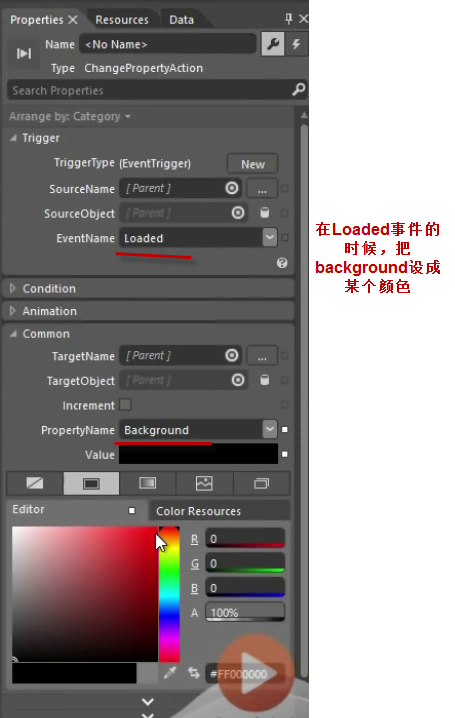 Properties
Resources
Data
Name <No Name>
Type ChangePropertyAction
Search Properties
Arrange by: Category
Trigger
TriggerType (EventTrigger) New
SourceName [ Parent ] ...
SourceObject [ Parent ]
EventName Loaded
Condition
Animation
Common
TargetName [ Parent ] ...
TargetObject [ Parent ]
Increment
PropertyName Background
Value
Editor
Color Resources
R 0
G 0
B 0
A 100%
#FF000000
在Loaded事件的
时候，把
background设成
某个颜色